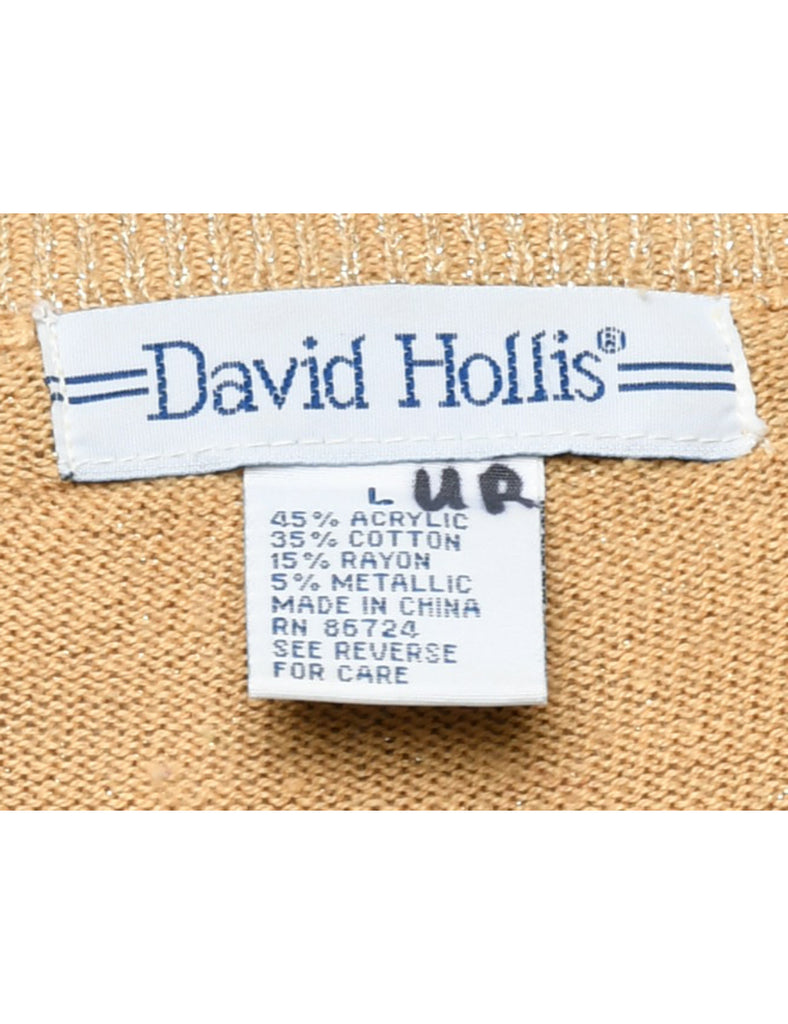 David Hollis®
L UR
45% ACRYLIC
35% COTTON
15% RAYON
5% METALLIC
MADE IN CHINA
RN 86724
SEE REVERSE
FOR CARE